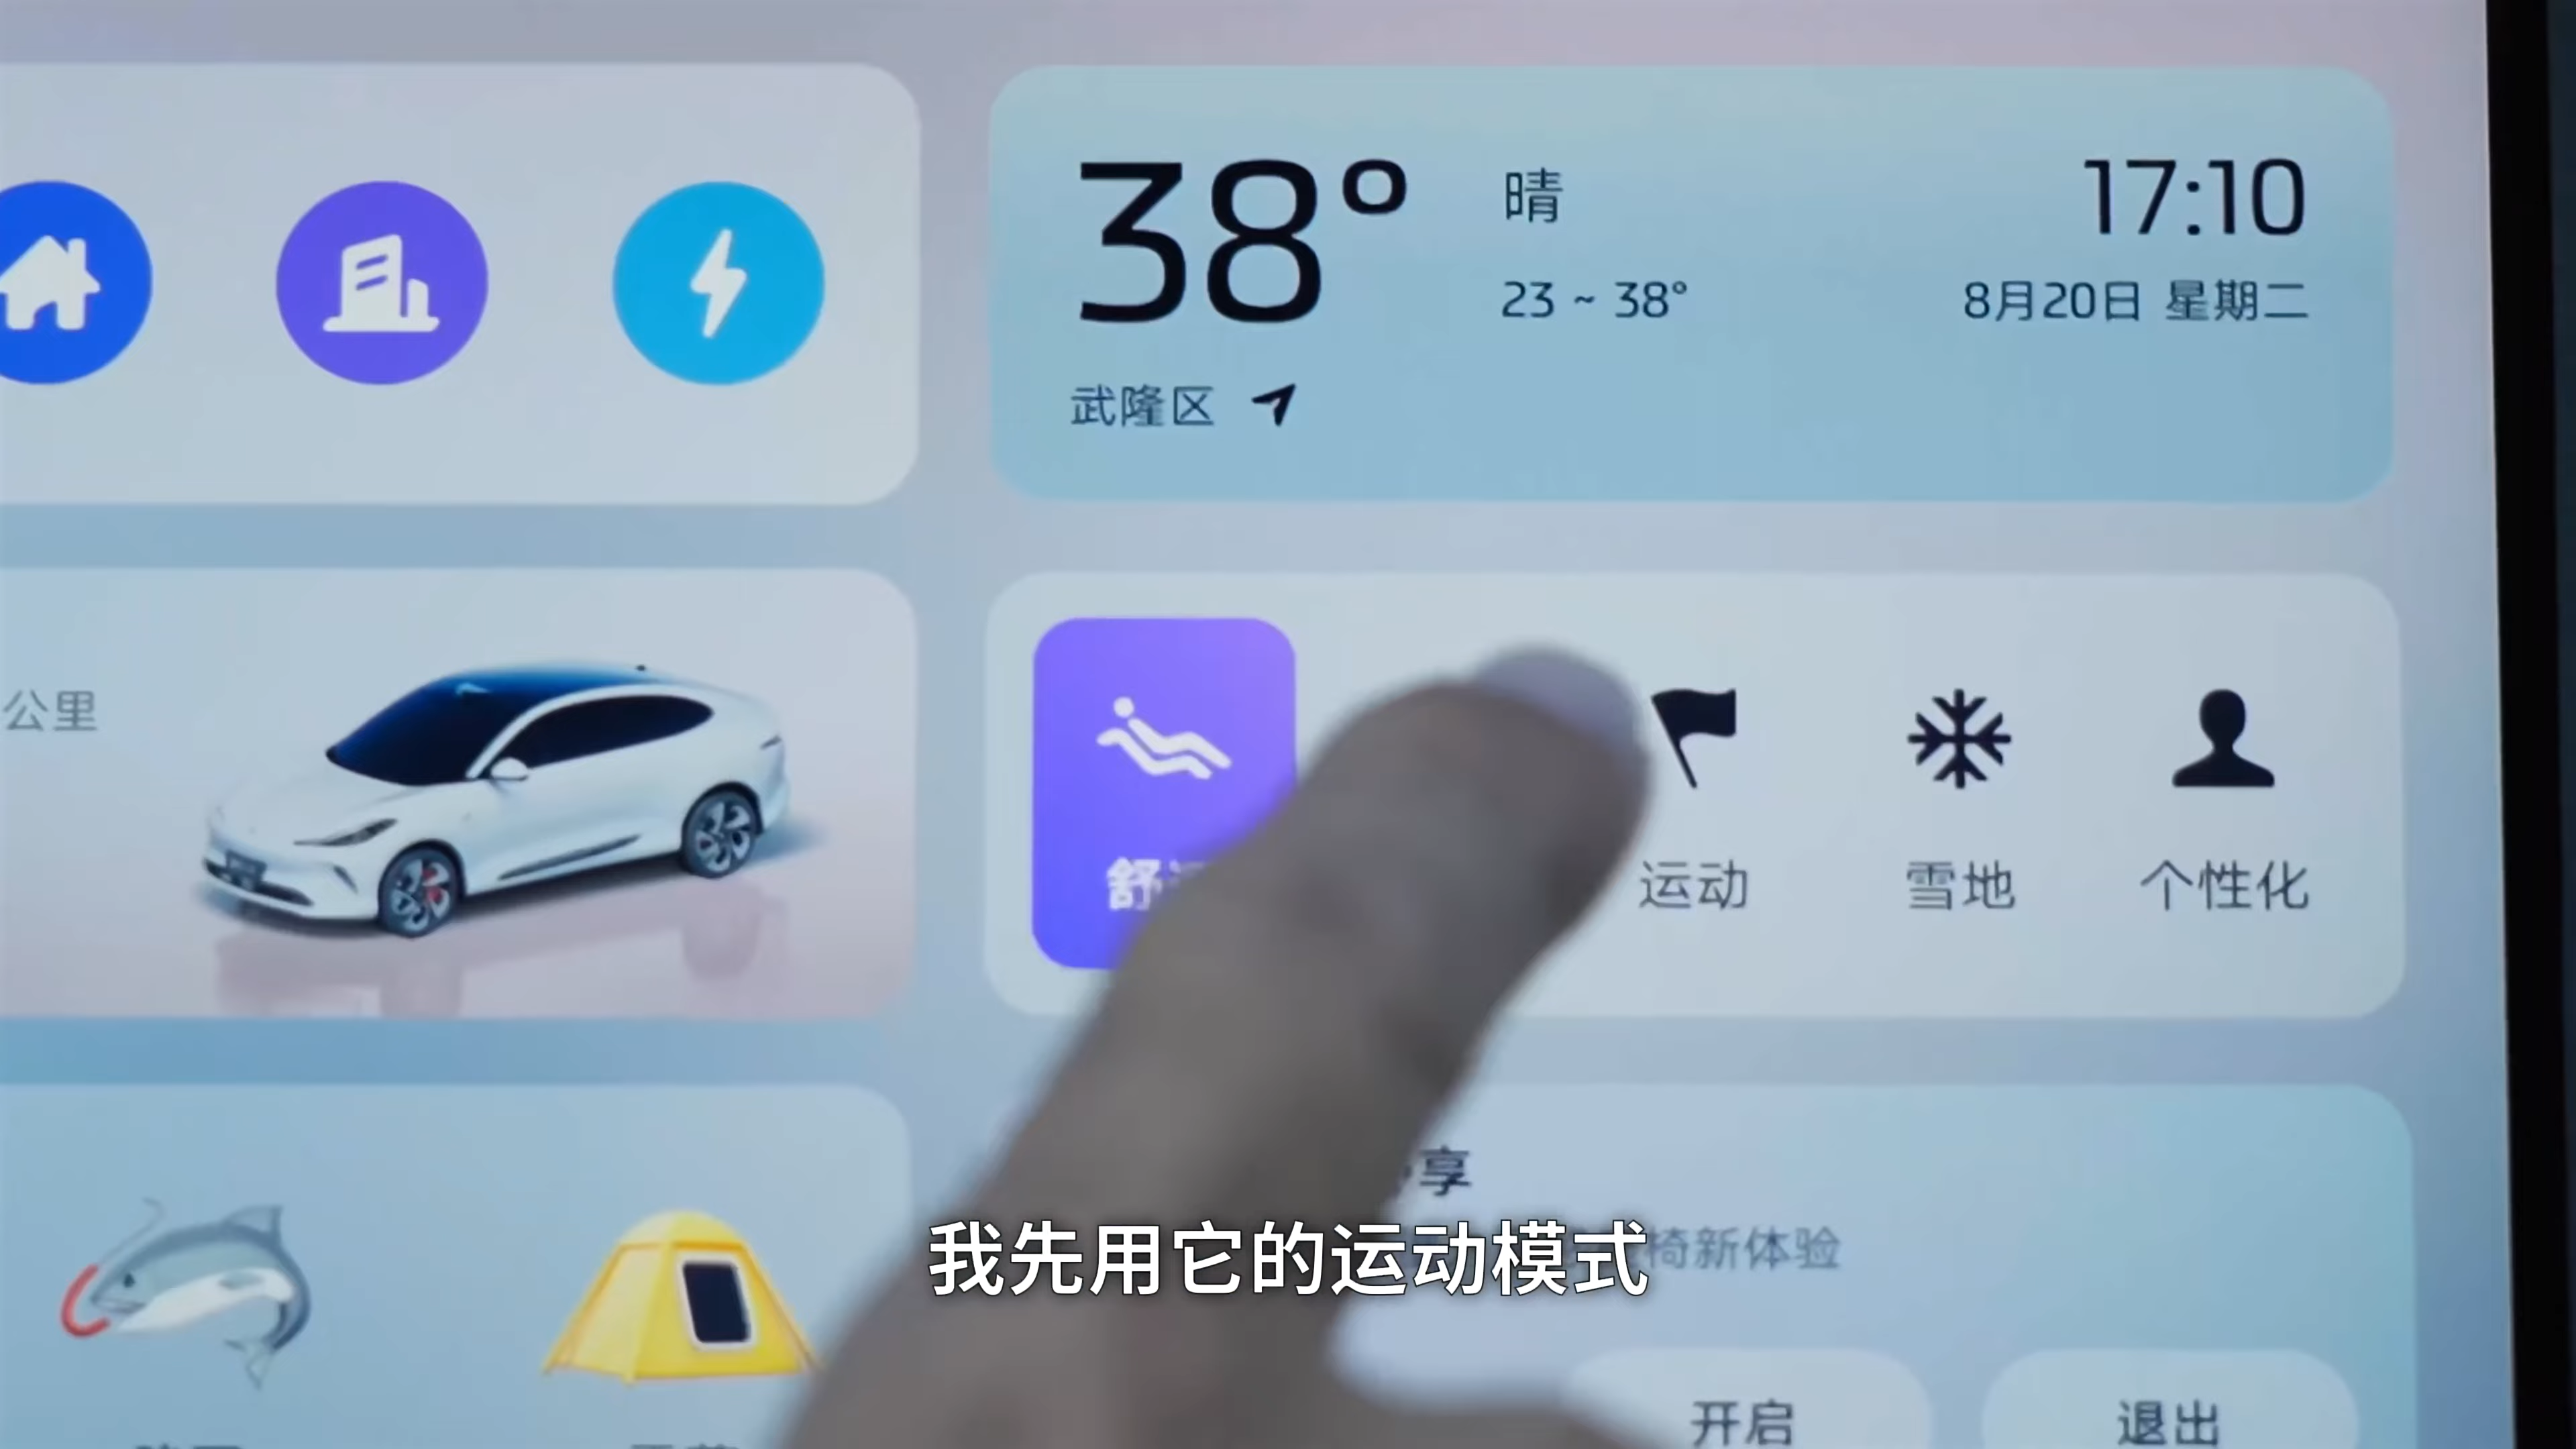 38°
晴
23 ~ 38°
17:10
8月20日 星期二
武隆区
公里
舒
运动
雪地
个性化
享
椅新体验
我先用它的运动模式
开启
退出